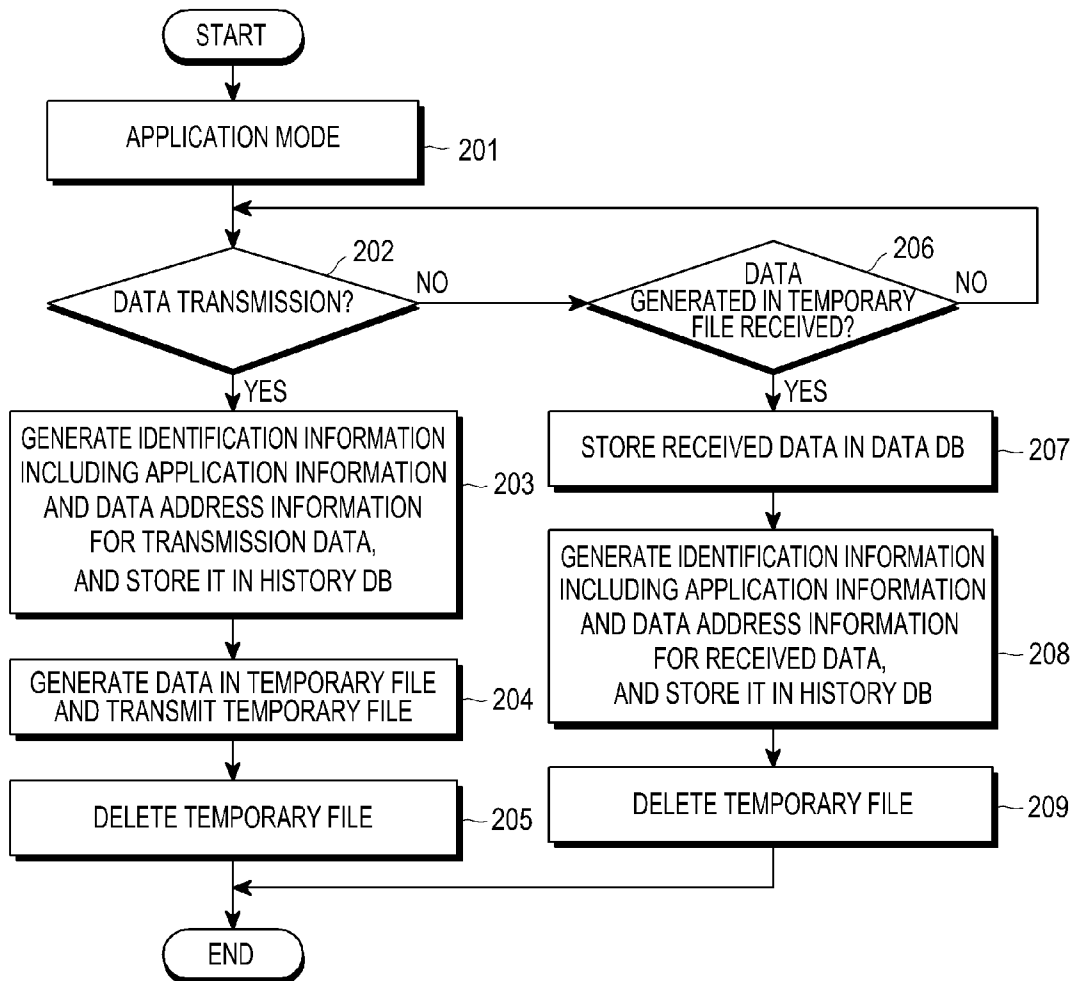 START
APPLICATION MODE
201
202
DATA TRANSMISSION?
NO
YES
206
DATA
GENERATED IN TEMPORARY
FILE RECEIVED?
NO
YES
GENERATE IDENTIFICATION INFORMATION
INCLUDING APPLICATION INFORMATION
AND DATA ADDRESS INFORMATION
FOR TRANSMISSION DATA,
AND STORE IT IN HISTORY DB
203
GENERATE DATA IN TEMPORARY FILE
AND TRANSMIT TEMPORARY FILE
204
DELETE TEMPORARY FILE
205
STORE RECEIVED DATA IN DATA DB
207
GENERATE IDENTIFICATION INFORMATION
INCLUDING APPLICATION INFORMATION
AND DATA ADDRESS INFORMATION
FOR RECEIVED DATA,
AND STORE IT IN HISTORY DB
208
DELETE TEMPORARY FILE
209
END